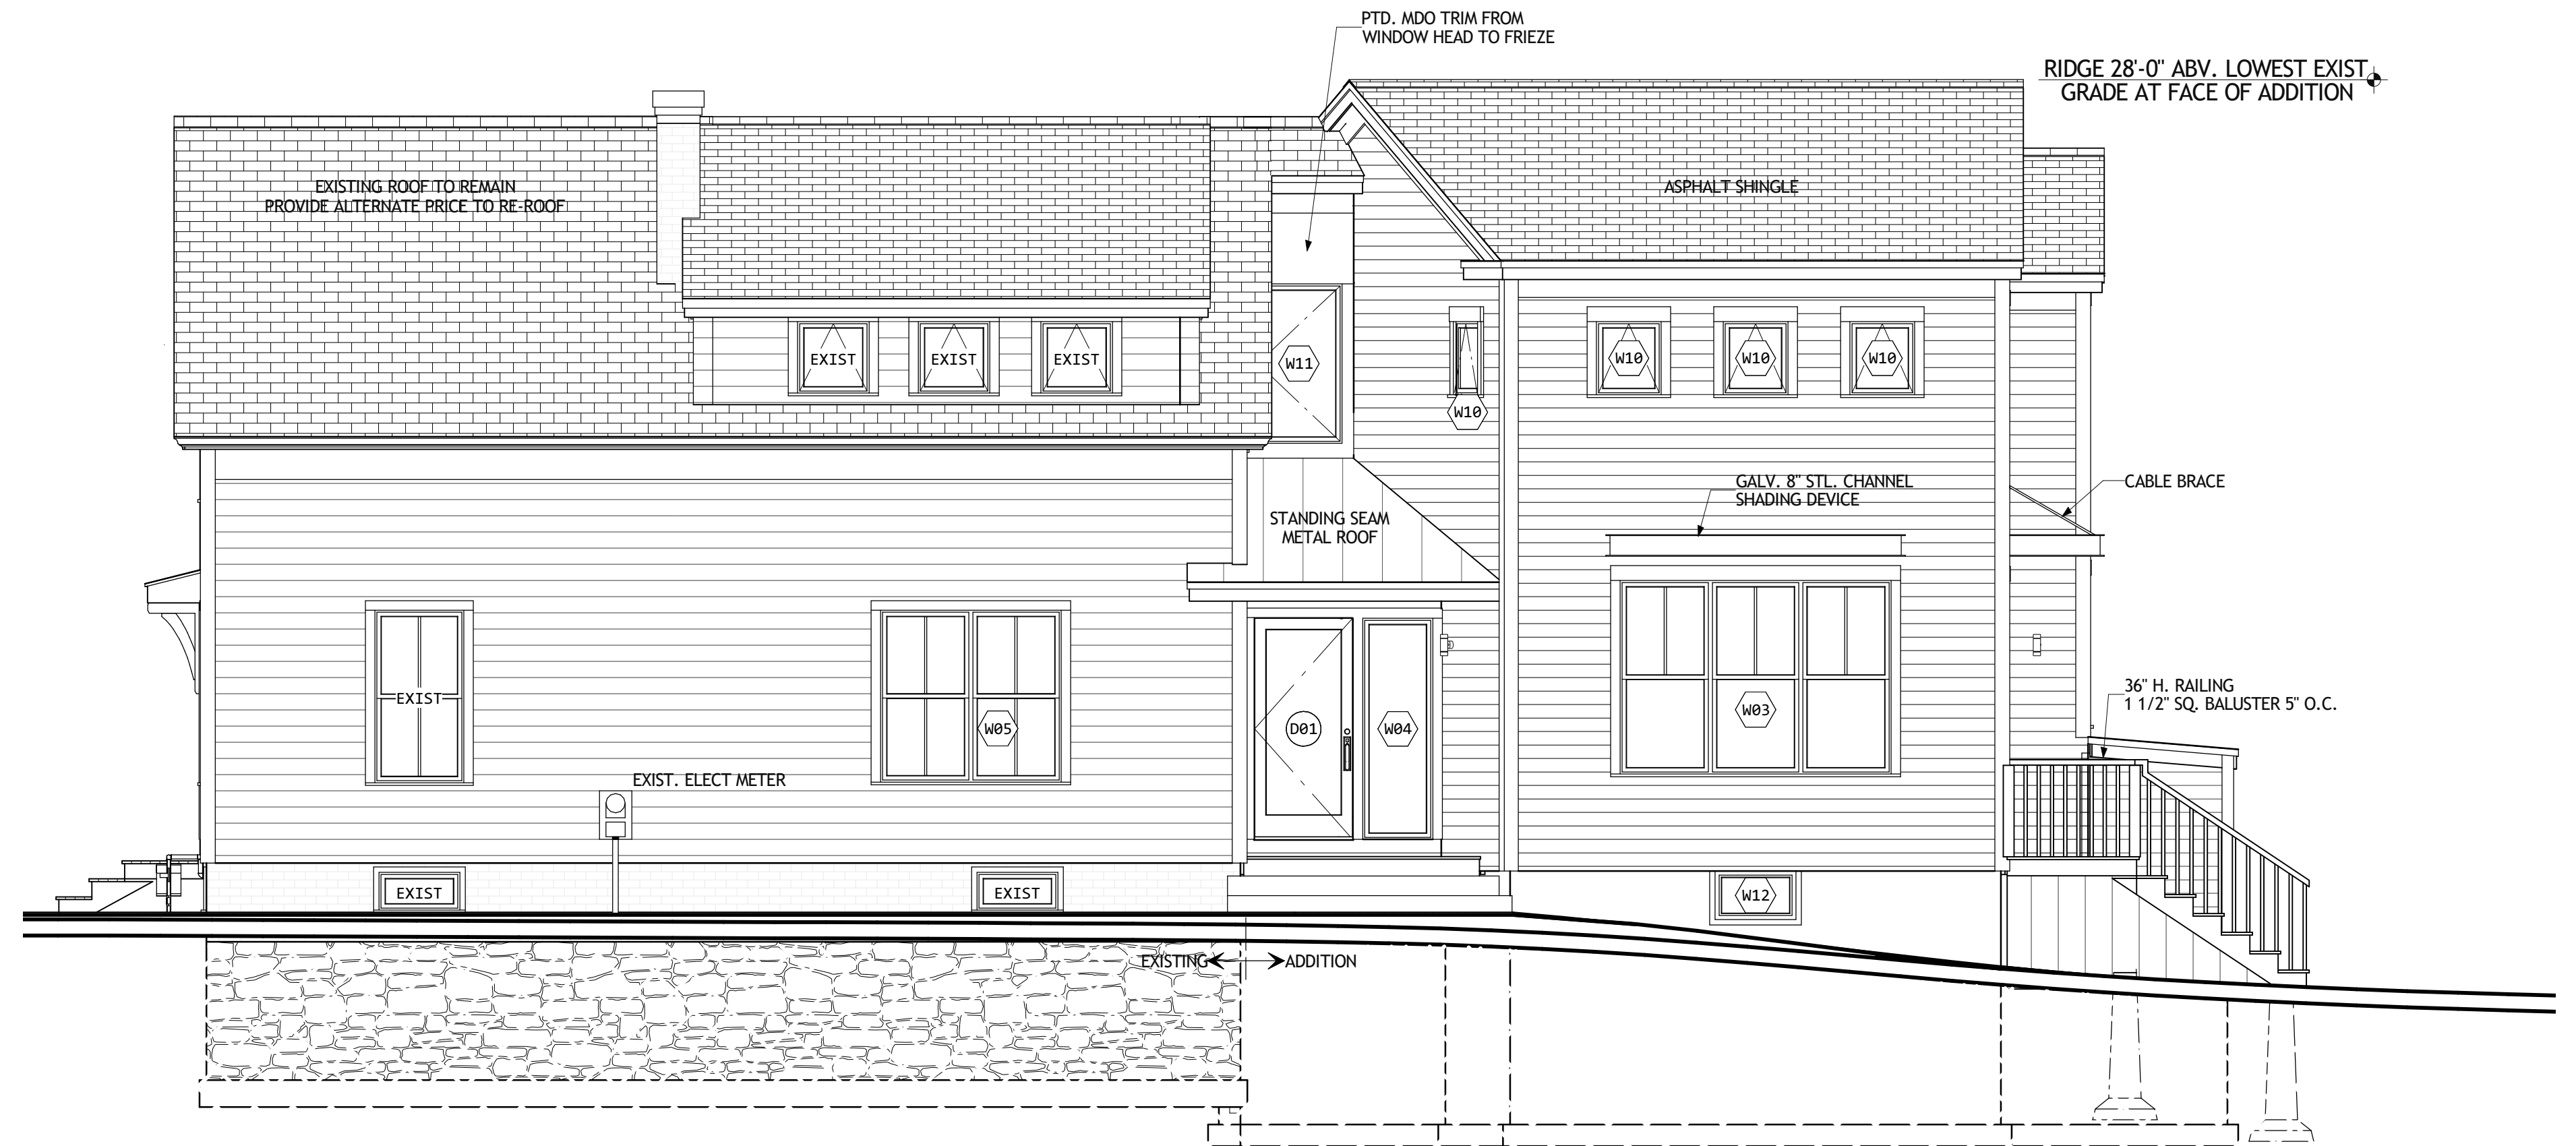 PTD. MDO TRIM FROM
WINDOW HEAD TO FRIEZE
RIDGE 28'-0" ABV. LOWEST EXIST
GRADE AT FACE OF ADDITION
EXISTING ROOF TO REMAIN
PROVIDE ALTERNATE PRICE TO RE-ROOF
ASPHALT SHINGLE
EXIST
EXIST
EXIST
W11
W10
W10
W10
W10
GALV. 8" STL. CHANNEL
SHADING DEVICE
CABLE BRACE
STANDING SEAM
METAL ROOF
EXIST
W05
D01
W04
W03
36" H. RAILING
1 1/2" SQ. BALUSTER 5" O.C.
EXIST. ELECT METER
EXIST
EXIST
W12
EXISTING
ADDITION